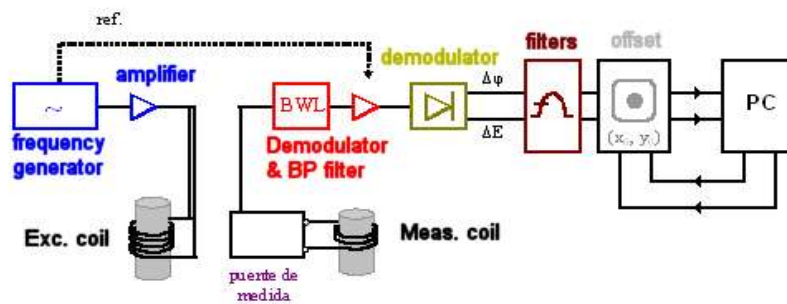 ref.
amplifier
~
frequency
generator
Exc. coil
BWL
Demodulator
& BP filter
puente de
medida
Meas. coil
demodulator
Δφ
ΔE
filters
offset
PC